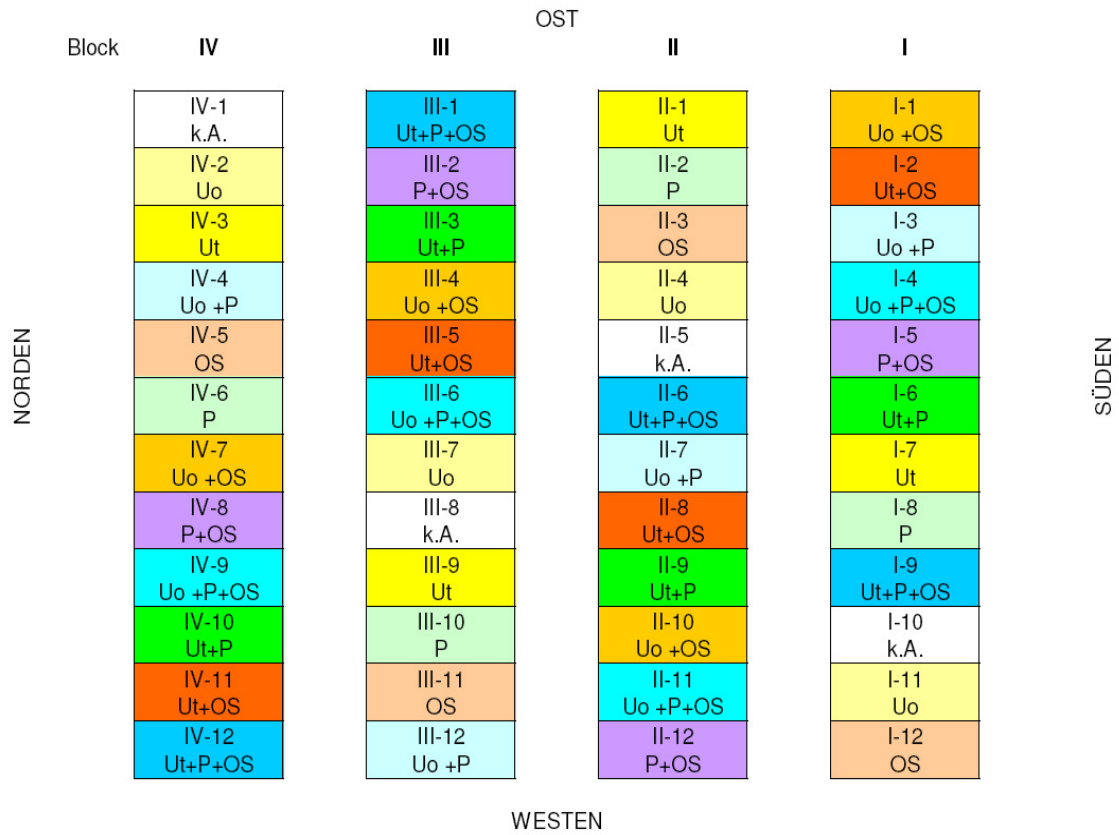 OST
Block IV III II I
IV-1 III-1 II-1 I-1
k.A. Ut+P+OS Ut Uo +OS
IV-2 III-2 II-2 I-2
Uo P+OS P Ut+OS
IV-3 III-3 II-3 I-3
Ut Ut+P OS Uo +P
IV-4 III-4 II-4 I-4
Uo +P Uo +OS Uo Uo +P+OS
IV-5 III-5 II-5 I-5
OS Ut+OS k.A. P+OS
IV-6 III-6 II-6 I-6
P Uo +P+OS Ut+P+OS Ut+P
IV-7 III-7 II-7 I-7
Uo +OS Uo Uo +P Ut
IV-8 III-8 II-8 I-8
P+OS k.A. Ut+OS P
IV-9 III-9 II-9 I-9
Uo +P+OS Ut Ut+P Ut+P+OS
IV-10 III-10 II-10 I-10
Ut+P P Uo +OS k.A.
IV-11 III-11 II-11 I-11
Ut+OS OS Uo +P+OS Uo
IV-12 III-12 II-12 I-12
Ut+P+OS Uo +P P+OS OS
NORDEN
SÜDEN
WESTEN